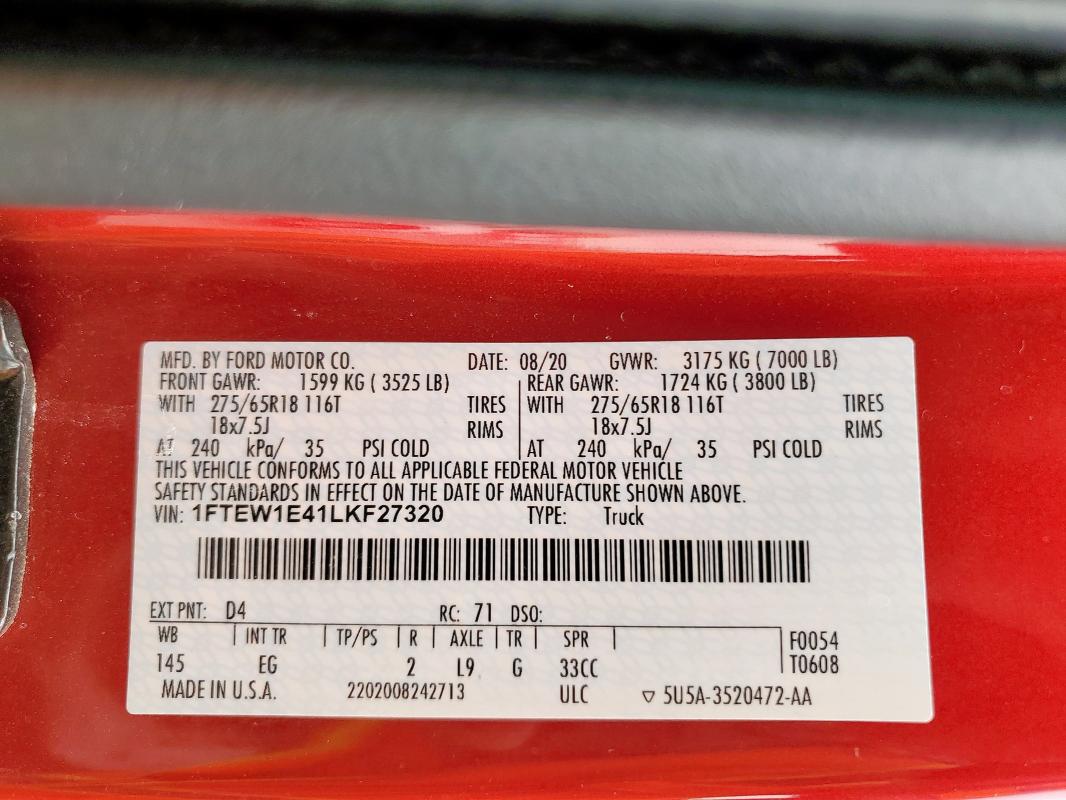 MFD. BY FORD MOTOR CO. DATE: 08/20 GVWR: 3175 KG ( 7000 LB)
FRONT GAWR: 1599 KG ( 3525 LB) REAR GAWR: 1724 KG ( 3800 LB)
WITH 275/65R18 116T TIRES WITH 275/65R18 116T TIRES
18x7.5J RIMS 18x7.5J RIMS
AT 240 kPa/ 35 PSI COLD AT 240 kPa/ 35 PSI COLD
THIS VEHICLE CONFORMS TO ALL APPLICABLE FEDERAL MOTOR VEHICLE
SAFETY STANDARDS IN EFFECT ON THE DATE OF MANUFACTURE SHOWN ABOVE.
VIN: 1FTEW1E41LKF27320 TYPE: Truck
EXT PNT: D4 RC: 71 DSO:
WB INT TR TP/PS R AXLE TR SPR F0054
145 EG 2 L9 G 33CC T0608
MADE IN U.S.A. 2202008242713 ULC ▽ 5U5A-3520472-AA